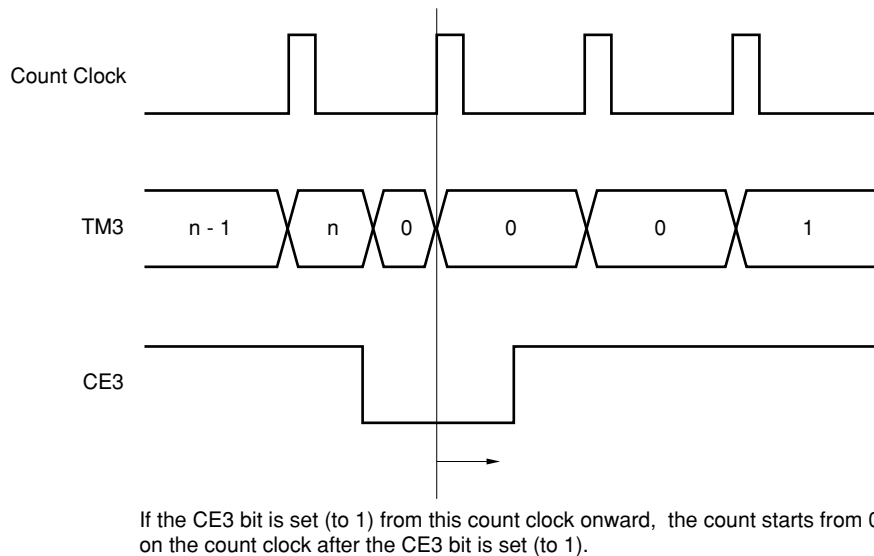 Count Clock
TM3
n - 1
n
0
0
0
1
CE3
If the CE3 bit is set (to 1) from this count clock onward, the count starts from 0
on the count clock after the CE3 bit is set (to 1).